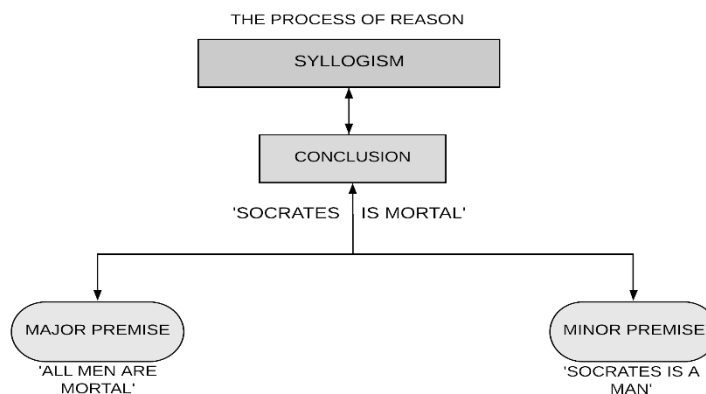 THE PROCESS OF REASON
SYLLOGISM
CONCLUSION
'SOCRATES IS MORTAL'
MAJOR PREMISE
'ALL MEN ARE
MORTAL'
MINOR PREMISE
'SOCRATES IS A
MAN'